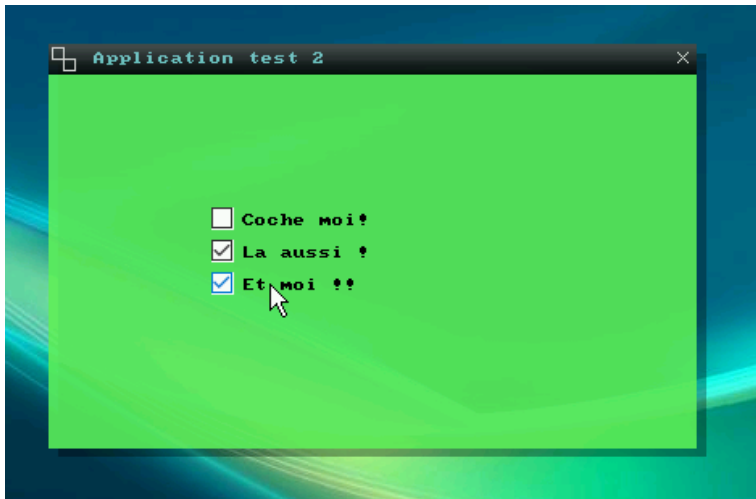 Application test 2
Coche moi!
La aussi !
Et moi !!